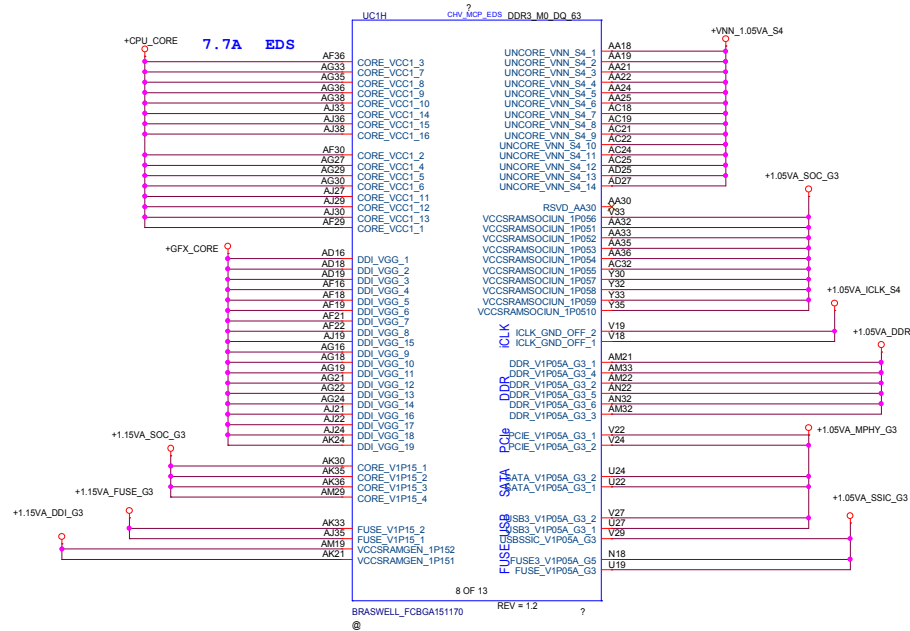 ?
UC1H CHV_MCP_EDS DDR3_M0_DQ_63
+CPU_CORE
7.7A EDS
AF36 CORE_VCC1_3
AG33 CORE_VCC1_7
AG35 CORE_VCC1_8
AG36 CORE_VCC1_9
AG38 CORE_VCC1_10
AJ33 CORE_VCC1_14
AJ36 CORE_VCC1_15
AJ38 CORE_VCC1_16
AF30 CORE_VCC1_2
AG27 CORE_VCC1_4
AG29 CORE_VCC1_5
AG30 CORE_VCC1_6
AJ27 CORE_VCC1_11
AJ29 CORE_VCC1_12
AJ30 CORE_VCC1_13
AF29 CORE_VCC1_1
+GFX_CORE
AD16 DDI_VGG_1
AD18 DDI_VGG_2
AD19 DDI_VGG_3
AF16 DDI_VGG_4
AF18 DDI_VGG_5
AF19 DDI_VGG_6
AF21 DDI_VGG_7
AF22 DDI_VGG_8
AJ19 DDI_VGG_15
AG16 DDI_VGG_9
AG18 DDI_VGG_10
AG19 DDI_VGG_11
AG21 DDI_VGG_12
AG22 DDI_VGG_13
AG24 DDI_VGG_14
AJ21 DDI_VGG_16
AJ22 DDI_VGG_17
AJ24 DDI_VGG_18
AK24 DDI_VGG_19
+1.15VA_SOC_G3
AK30 CORE_V1P15_1
AK35 CORE_V1P15_2
AK36 CORE_V1P15_3
AM29 CORE_V1P15_4
+1.15VA_FUSE_G3
AK33 FUSE_V1P15_2
AJ35 FUSE_V1P15_1
+1.15VA_DDI_G3
AM19 VCCSRAMGEN_1P152
AK21 VCCSRAMGEN_1P151
+VNN_1.05VA_S4
UNCORE_VNN_S4_1 AA18
UNCORE_VNN_S4_2 AA19
UNCORE_VNN_S4_3 AA21
UNCORE_VNN_S4_4 AA22
UNCORE_VNN_S4_5 AA24
UNCORE_VNN_S4_6 AA25
UNCORE_VNN_S4_7 AC18
UNCORE_VNN_S4_8 AC19
UNCORE_VNN_S4_9 AC21
UNCORE_VNN_S4_10 AC22
UNCORE_VNN_S4_11 AC24
UNCORE_VNN_S4_12 AC25
UNCORE_VNN_S4_13 AD25
UNCORE_VNN_S4_14 AD27
+1.05VA_SOC_G3
RSVD_AA30 AA30
VCCSRAMSOCIUN_1P056 V33
VCCSRAMSOCIUN_1P051 AA32
VCCSRAMSOCIUN_1P052 AA33
VCCSRAMSOCIUN_1P053 AA35
VCCSRAMSOCIUN_1P054 AA36
VCCSRAMSOCIUN_1P055 AC32
VCCSRAMSOCIUN_1P057 Y30
VCCSRAMSOCIUN_1P058 Y32
VCCSRAMSOCIUN_1P059 Y33
VCCSRAMSOCIUN_1P0510 Y35
+1.05VA_ICLK_S4
iCLK
ICLK_GND_OFF_2 V19
ICLK_GND_OFF_1 V18
+1.05VA_DDR
DDR
DDR_V1P05A_G3_1 AM21
DDR_V1P05A_G3_4 AM33
DDR_V1P05A_G3_2 AM22
DDR_V1P05A_G3_5 AN22
DDR_V1P05A_G3_6 AN32
DDR_V1P05A_G3_3 AM32
+1.05VA_MPHY_G3
PCIe
PCIE_V1P05A_G3_1 V22
PCIE_V1P05A_G3_2 V24
SATA
SATA_V1P05A_G3_2 U24
SATA_V1P05A_G3_1 U22
+1.05VA_SSIC_G3
USB
USB3_V1P05A_G3_2 V27
USB3_V1P05A_G3_1 U27
USBSSIC_V1P05A_G3 V29
FUSE
FUSE3_V1P05A_G5 N18
FUSE_V1P05A_G3 U19
8 OF 13
BRASWELL_FCBGA151170 REV = 1.2 ?
@